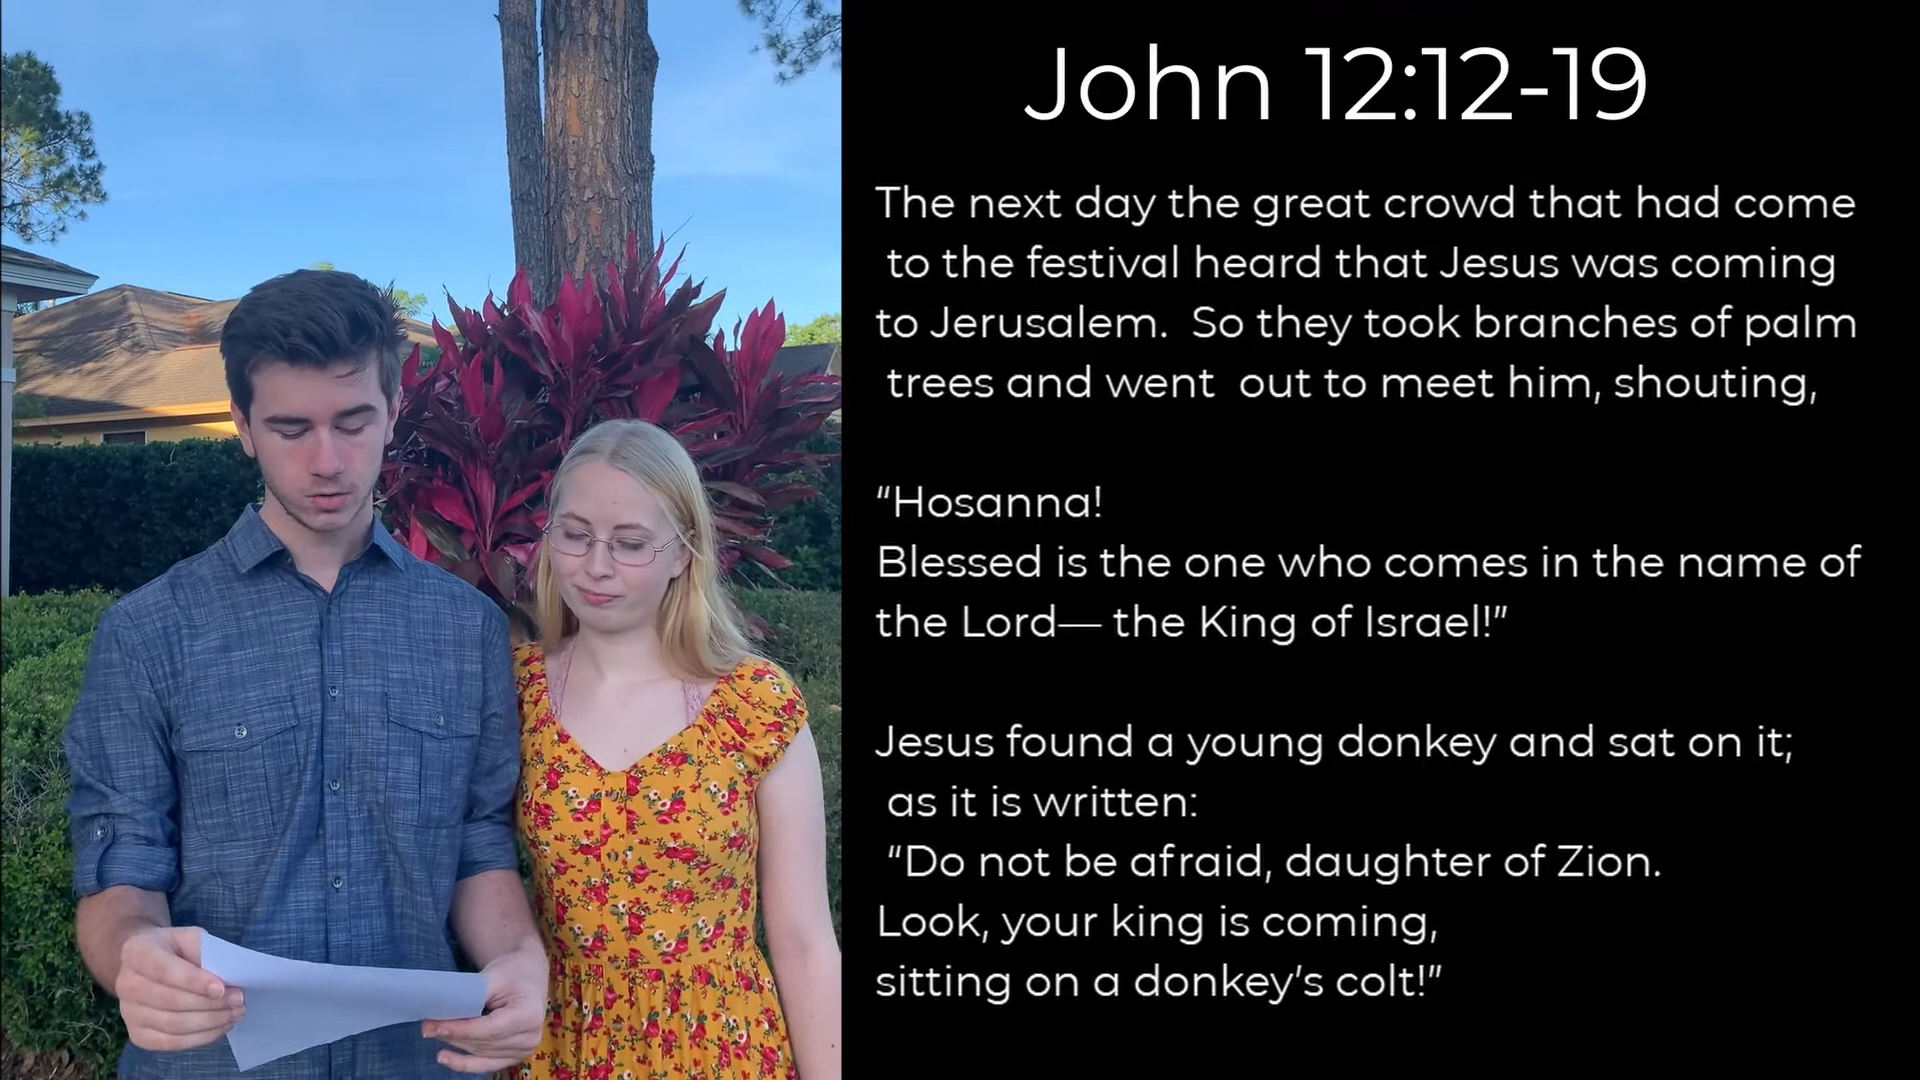 John 12:12-19
The next day the great crowd that had come
to the festival heard that Jesus was coming
to Jerusalem. So they took branches of palm
trees and went out to meet him, shouting,
“Hosanna!
Blessed is the one who comes in the name of
the Lord— the King of Israel!”
Jesus found a young donkey and sat on it;
as it is written:
“Do not be afraid, daughter of Zion.
Look, your king is coming,
sitting on a donkey’s colt!”